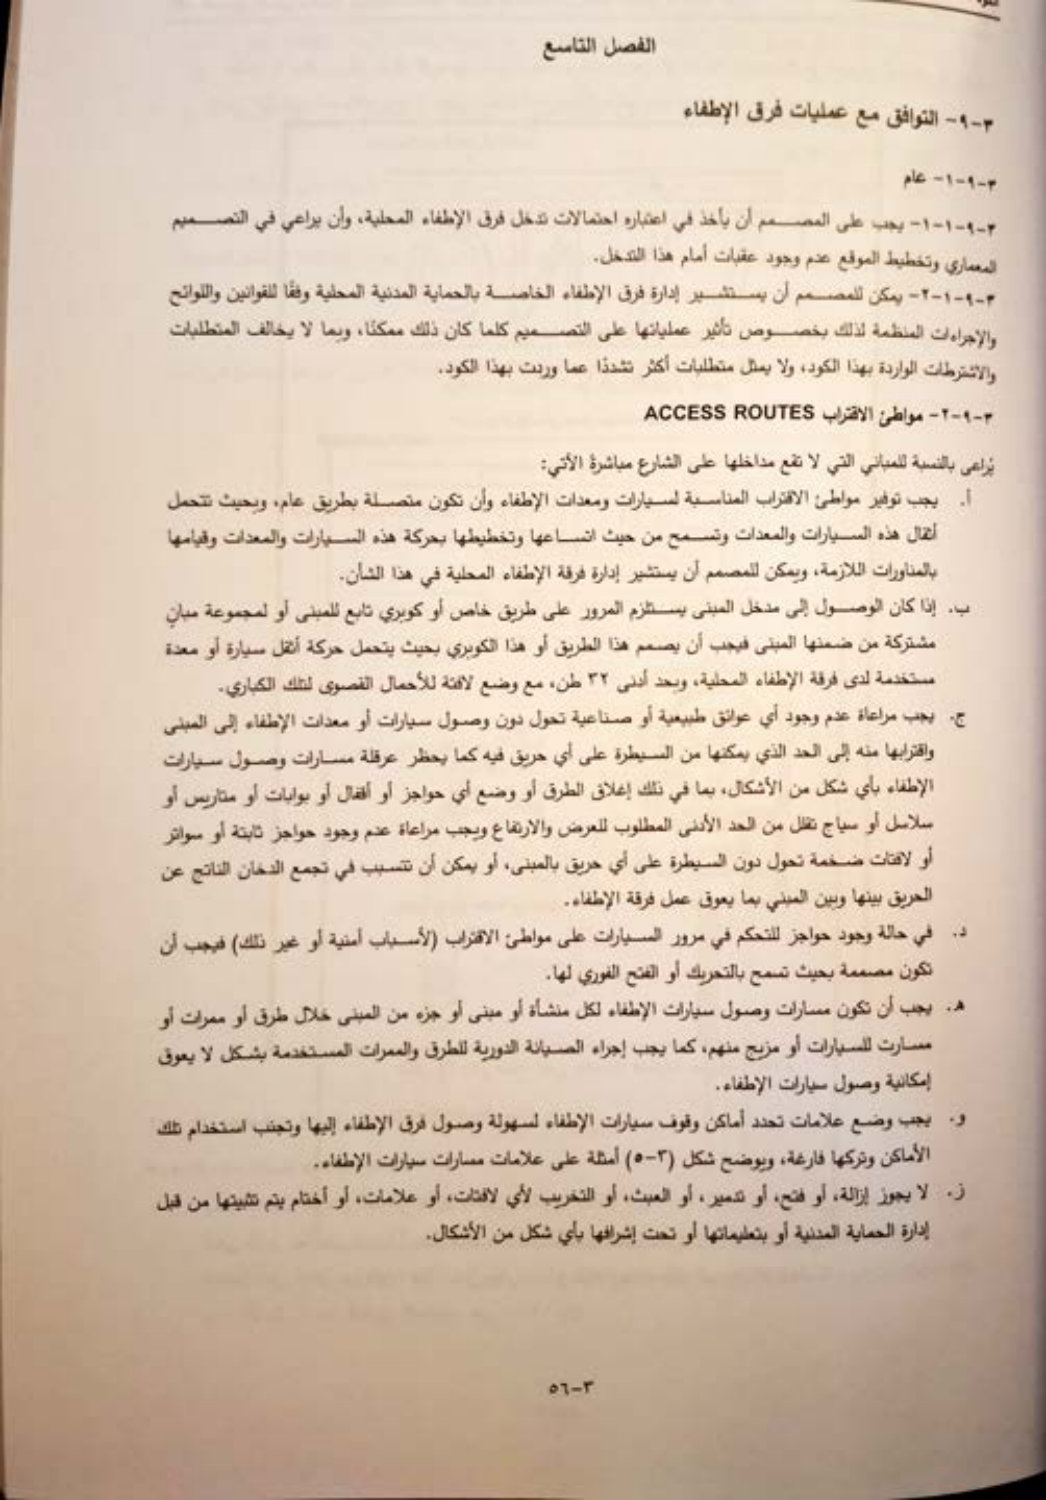 الفصل التاسع
٣-٩- التوافق مع عمليات فرق الإطفاء
٣-٩-١- عام
٣-٩-١-١- يجب على المصمم أن يأخذ في اعتباره احتمالات تدخل فرق الإطفاء المحلية، وأن يراعي في التصميم
المعماري وتخطيط الموقع عدم وجود عقبات أمام هذا التدخل.
٣-٩-١-٢- يمكن للمصمم أن يستشير إدارة فرق الإطفاء الخاصة بالحماية المدنية المحلية وفقًا للقوانين واللوائح
والإجراءات المنظمة لذلك بخصوص تأثير عملياتها على التصميم كلما كان ذلك ممكنًا، وبما لا يخالف المتطلبات
والاشترطات الواردة بهذا الكود، ولا يمثل متطلبات أكثر تشددًا عما وردت بهذا الكود.
٣-٩-٢- مواطئ الاقتراب ACCESS ROUTES
يُراعى بالنسبة للمباني التي لا تقع مداخلها على الشارع مباشرةً الأتي:
أ. يجب توفير مواطئ الاقتراب المناسبة لسيارات ومعدات الإطفاء وأن تكون متصلة بطريق عام، وبحيث تتحمل
أثقال هذه السيارات والمعدات وتسمح من حيث اتساعها وتخطيطها بحركة هذه السيارات والمعدات وقيامها
بالمناورات اللازمة، ويمكن للمصمم أن يستشير إدارة فرقة الإطفاء المحلية في هذا الشأن.
ب. إذا كان الوصول إلى مدخل المبنى يستلزم المرور على طريق خاص أو كوبري تابع للمبنى أو لمجموعة مبانٍ
مشتركة من ضمنها المبنى فيجب أن يصمم هذا الطريق أو هذا الكوبري بحيث يتحمل حركة أثقل سيارة أو معدة
مستخدمة لدى فرقة الإطفاء المحلية، وبحد أدنى ٣٢ طن، مع وضع لافتة للأحمال القصوى لتلك الكباري.
ج. يجب مراعاة عدم وجود أي عوائق طبيعية أو صناعية تحول دون وصول سيارات أو معدات الإطفاء إلى المبنى
واقترابها منه إلى الحد الذي يمكنها من السيطرة على أي حريق فيه كما يحظر عرقلة مسارات وصول سيارات
الإطفاء بأي شكل من الأشكال، بما في ذلك إغلاق الطرق أو وضع أي حواجز أو أقفال أو بوابات أو متاريس أو
سلاسل أو سياج تقلل من الحد الأدنى المطلوب للعرض والارتفاع ويجب مراعاة عدم وجود حواجز ثابتة أو سواتر
أو لافتات ضخمة تحول دون السيطرة على أي حريق بالمبنى، أو يمكن أن تتسبب في تجمع الدخان الناتج عن
الحريق بينها وبين المبني بما يعوق عمل فرقة الإطفاء.
د. في حالة وجود حواجز للتحكم في مرور السيارات على مواطئ الاقتراب (لأسباب أمنية أو غير ذلك) فيجب أن
تكون مصممة بحيث تسمح بالتحريك أو الفتح الفوري لها.
هـ. يجب أن تكون مسارات وصول سيارات الإطفاء لكل منشأة أو مبنى أو جزء من المبنى خلال طرق أو ممرات أو
مسارت للسيارات أو مزيج منهم، كما يجب إجراء الصيانة الدورية للطرق والممرات المستخدمة بشكل لا يعوق
إمكانية وصول سيارات الإطفاء.
و. يجب وضع علامات تحدد أماكن وقوف سيارات الإطفاء لسهولة وصول فرق الإطفاء إليها وتجنب استخدام تلك
الأماكن وتركها فارغة، ويوضح شكل (٣-٥) أمثلة على علامات مسارات سيارات الإطفاء.
ز. لا يجوز إزالة، أو فتح، أو تدمير، أو العبث، أو التخريب لأي لافتات، أو علامات، أو أختام يتم تثبيتها من قبل
إدارة الحماية المدنية أو بتعليماتها أو تحت إشرافها بأي شكل من الأشكال.
٣-٥٦